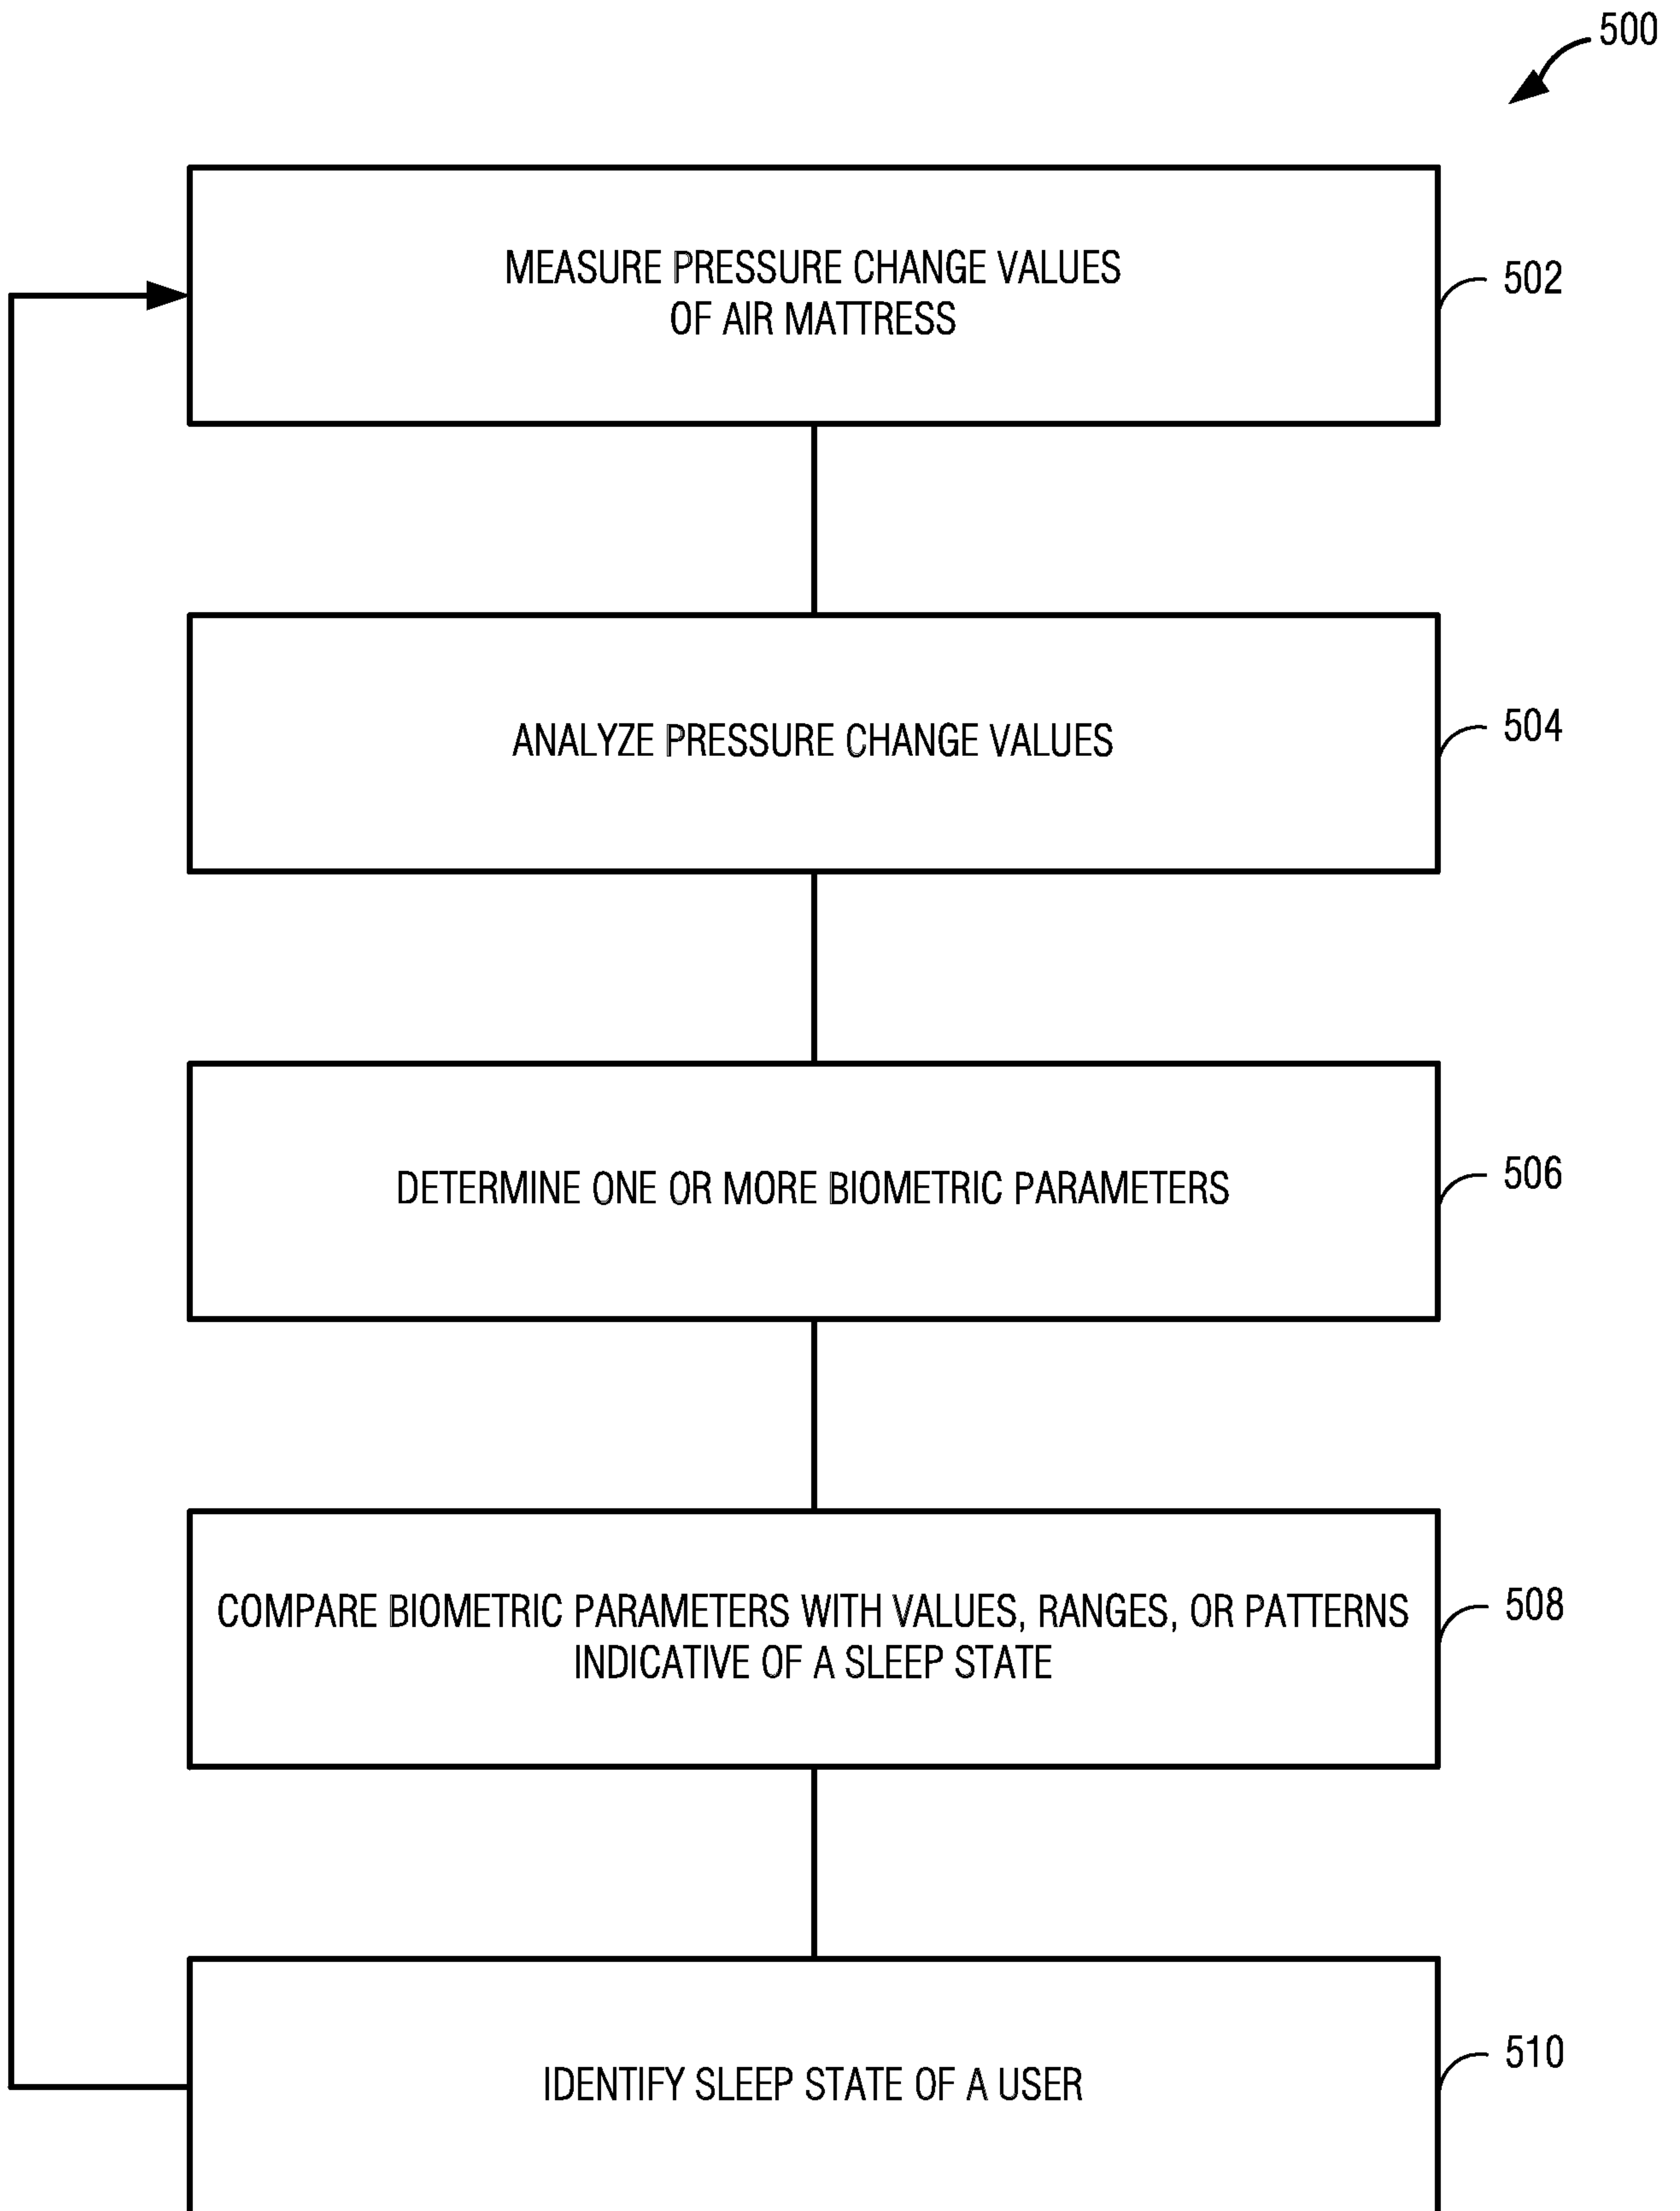 500
MEASURE PRESSURE CHANGE VALUES
OF AIR MATTRESS
502
ANALYZE PRESSURE CHANGE VALUES
504
DETERMINE ONE OR MORE BIOMETRIC PARAMETERS
506
COMPARE BIOMETRIC PARAMETERS WITH VALUES, RANGES, OR PATTERNS
INDICATIVE OF A SLEEP STATE
508
IDENTIFY SLEEP STATE OF A USER
510